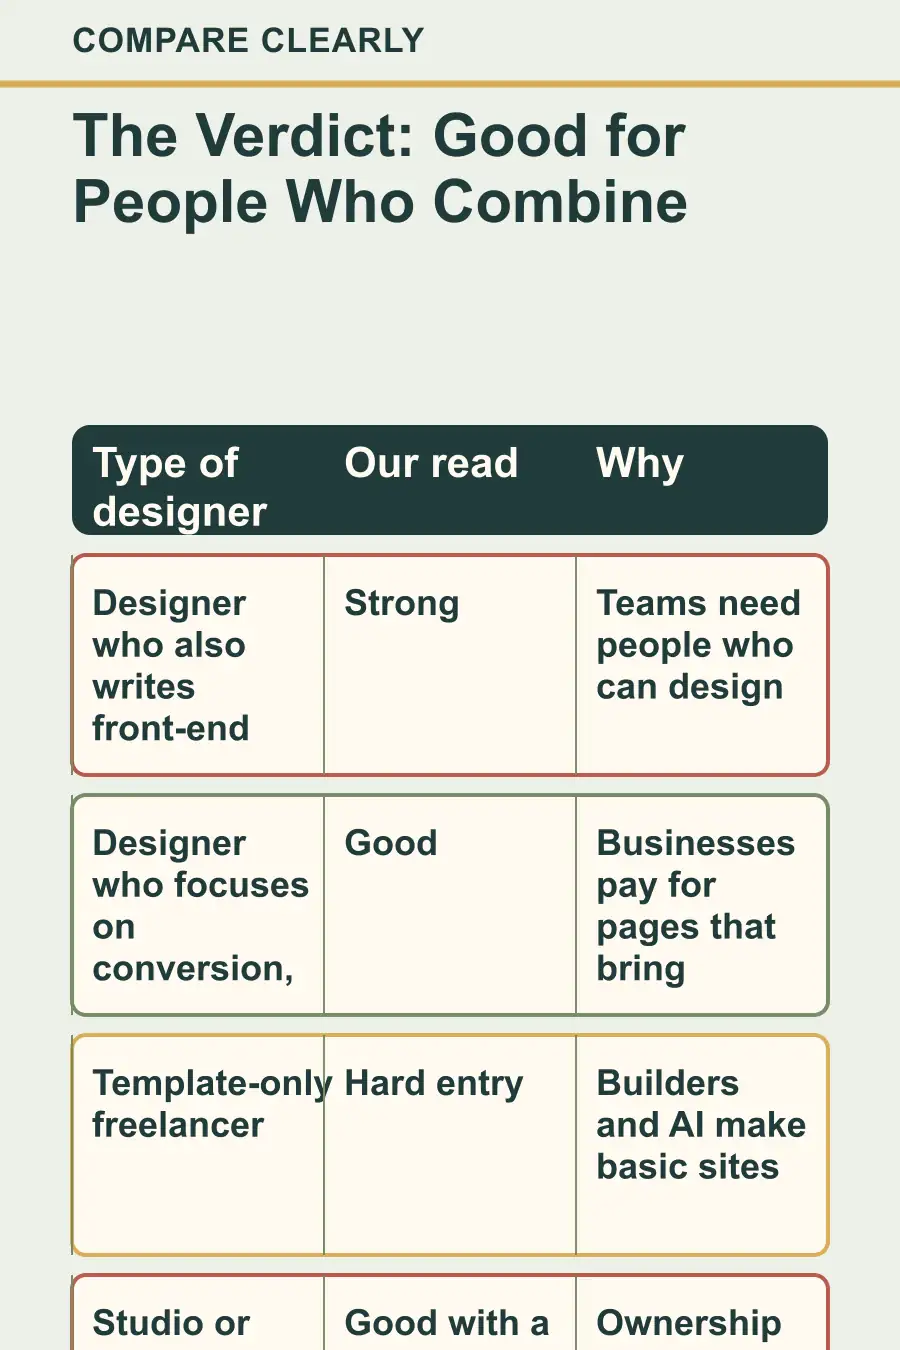 COMPARE CLEARLY
The Verdict: Good for
People Who Combine
Type of
designer
Our read
Why
Designer
who also
writes
front-end
Strong
Teams need
people who
can design
Designer
who focuses
on
conversion,
Good
Businesses
pay for
pages that
bring
Template-only
freelancer
Hard entry
Builders
and AI make
basic sites
Studio or
Good with a
Ownership